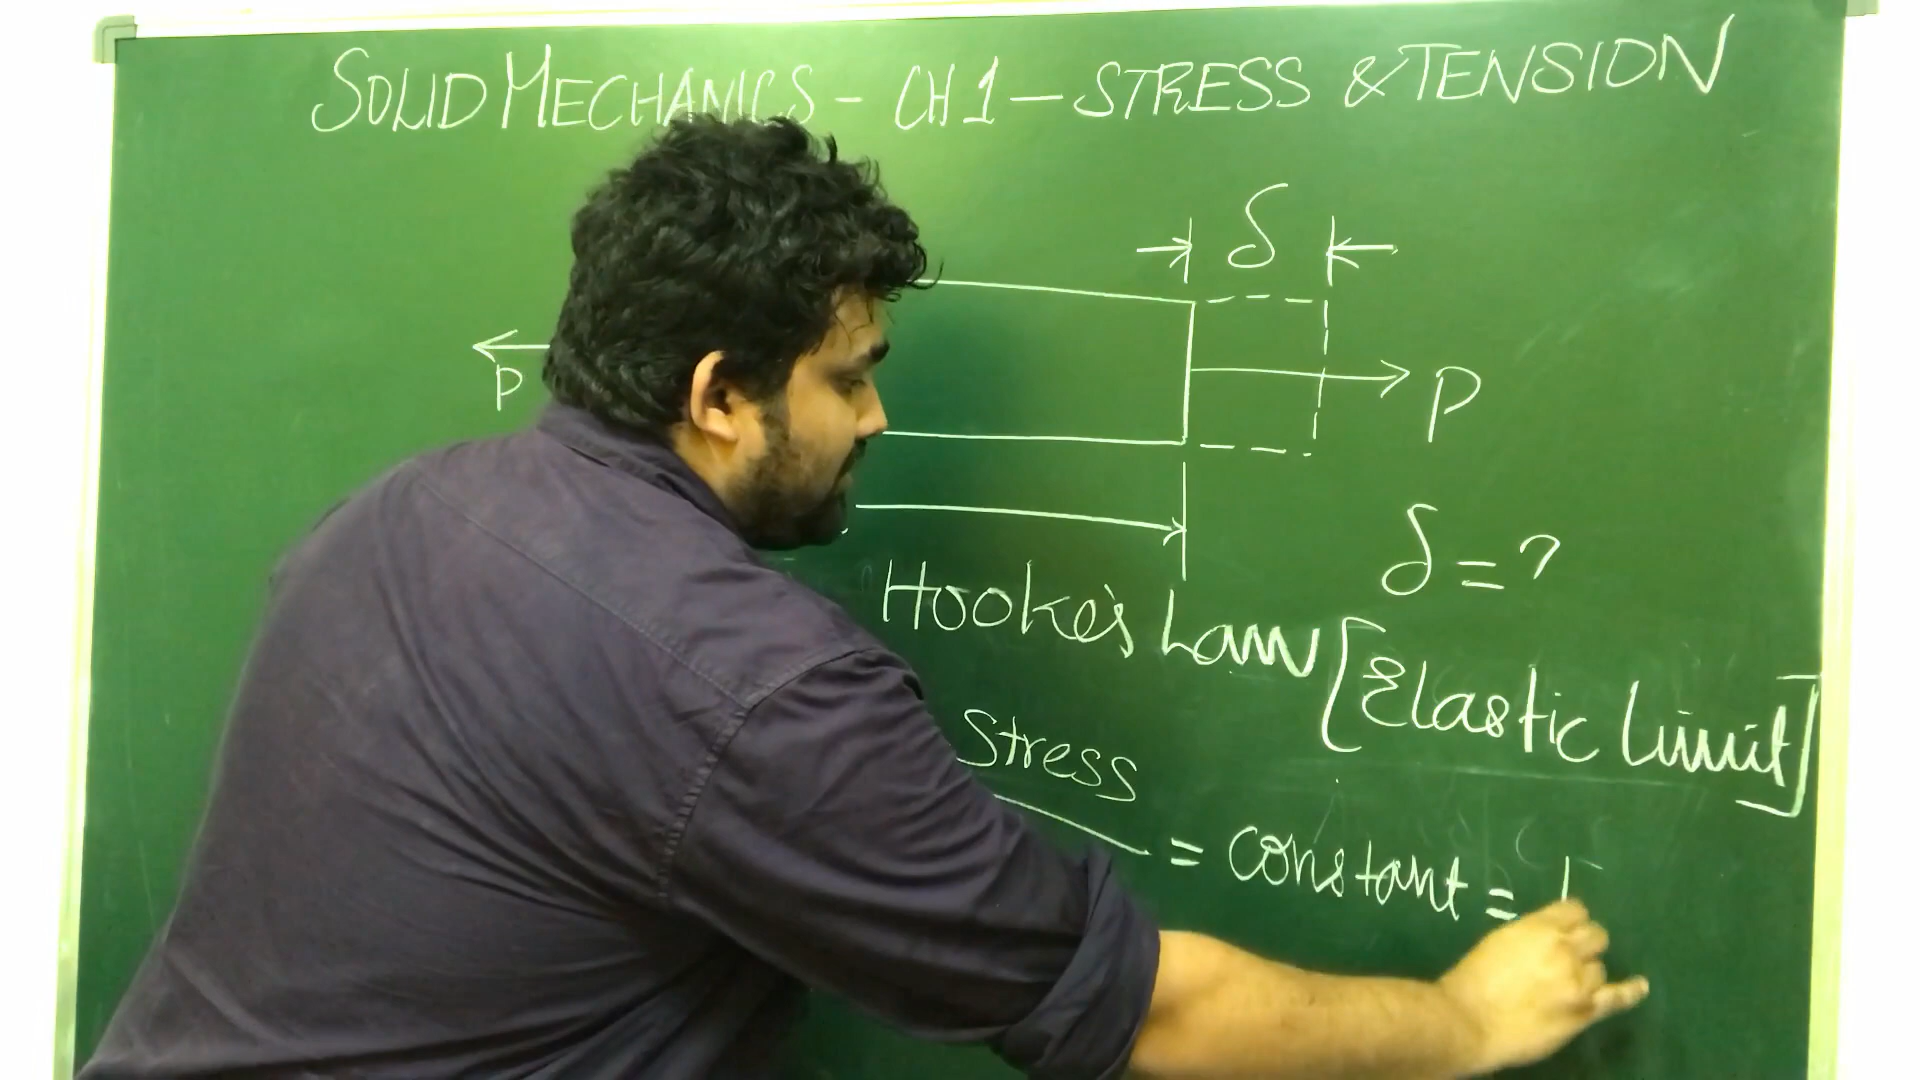 SOLID MECHANICS - CH 1 - STRESS & TENSION
δ
P
P
δ = ?
Hooke's Law [Elastic Limit]
Stress
= constant =